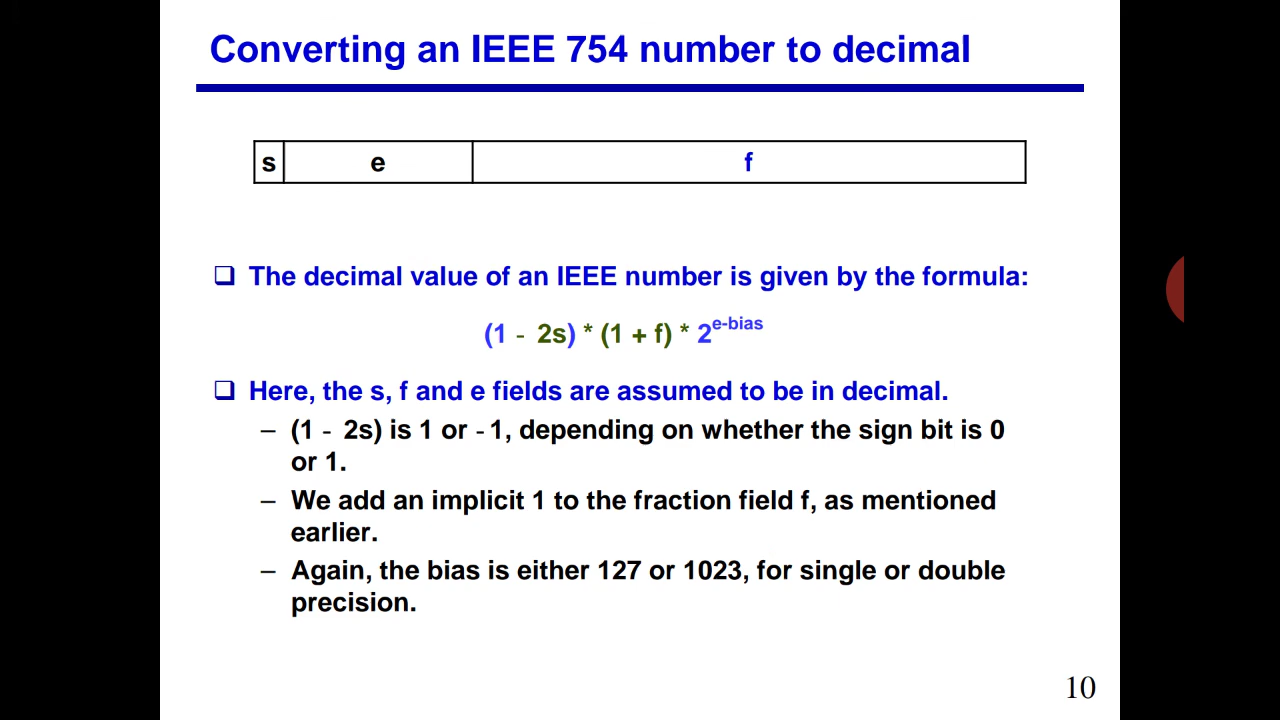 Converting an IEEE 754 number to decimal
s e f
❑ The decimal value of an IEEE number is given by the formula:
(1 - 2s) * (1 + f) * 2^e-bias
❑ Here, the s, f and e fields are assumed to be in decimal.
– (1 - 2s) is 1 or -1, depending on whether the sign bit is 0
or 1.
– We add an implicit 1 to the fraction field f, as mentioned
earlier.
– Again, the bias is either 127 or 1023, for single or double
precision.
10